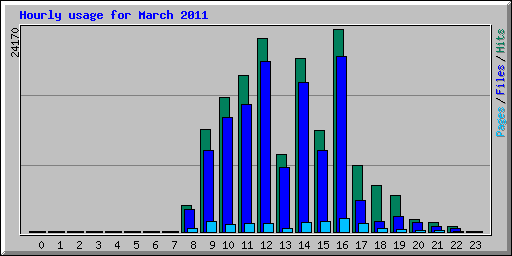 Hourly usage for March 2011
24170
Pages/Files/Hits
0 1 2 3 4 5 6 7 8 9 10 11 12 13 14 15 16 17 18 19 20 21 22 23